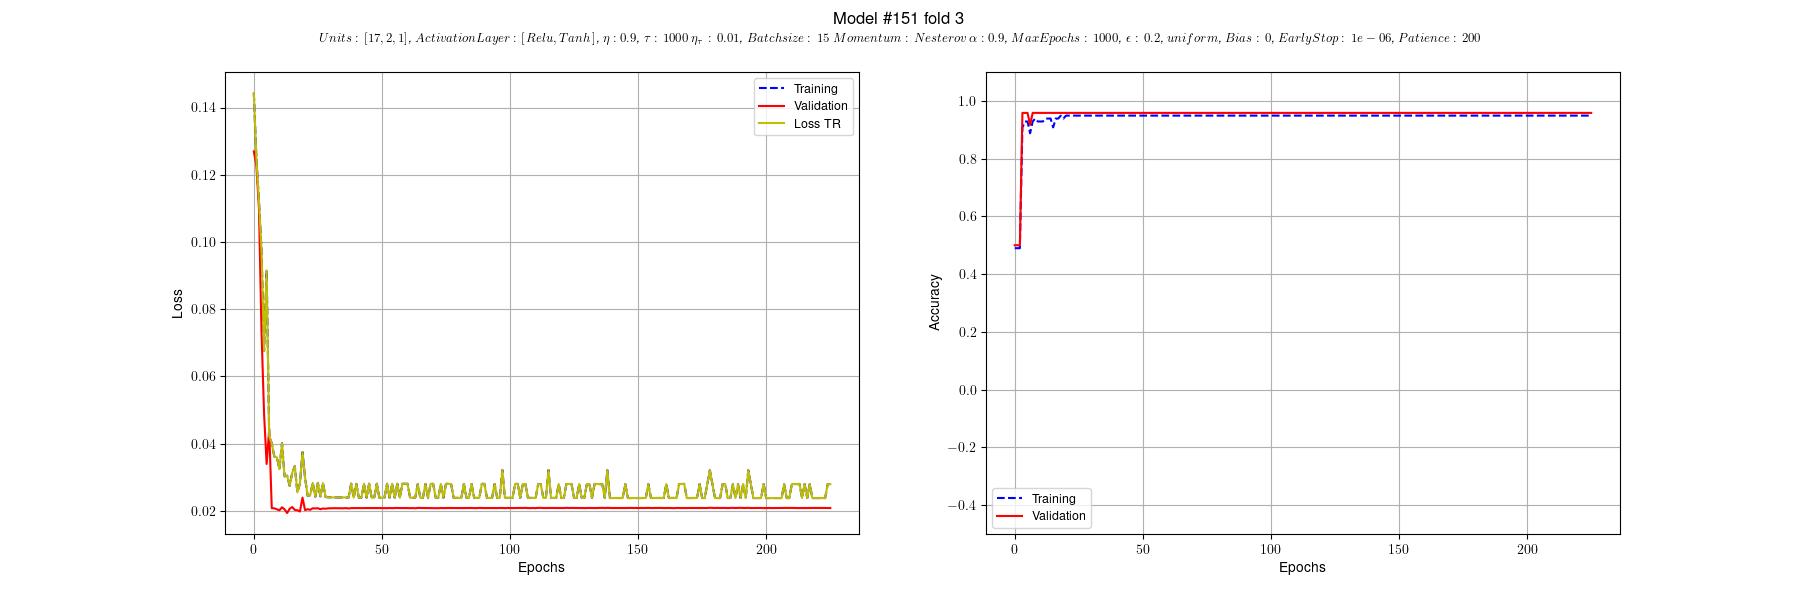 Model #151 fold 3
Units : [17, 2, 1], ActivationLayer : [Relu, Tanh], η : 0.9, τ : 1000 η_τ : 0.01, Batchsize : 15 Momentum : Nesterov α : 0.9, MaxEpochs : 1000, ϵ : 0.2, uniform, Bias : 0, EarlyStop : 1e − 06, Patience : 200
Training
Validation
Loss TR
0.14
0.12
0.10
0.08
0.06
0.04
0.02
Loss
0
50
100
150
200
Epochs
1.0
0.8
0.6
0.4
0.2
0.0
−0.2
−0.4
Accuracy
Training
Validation
0
50
100
150
200
Epochs